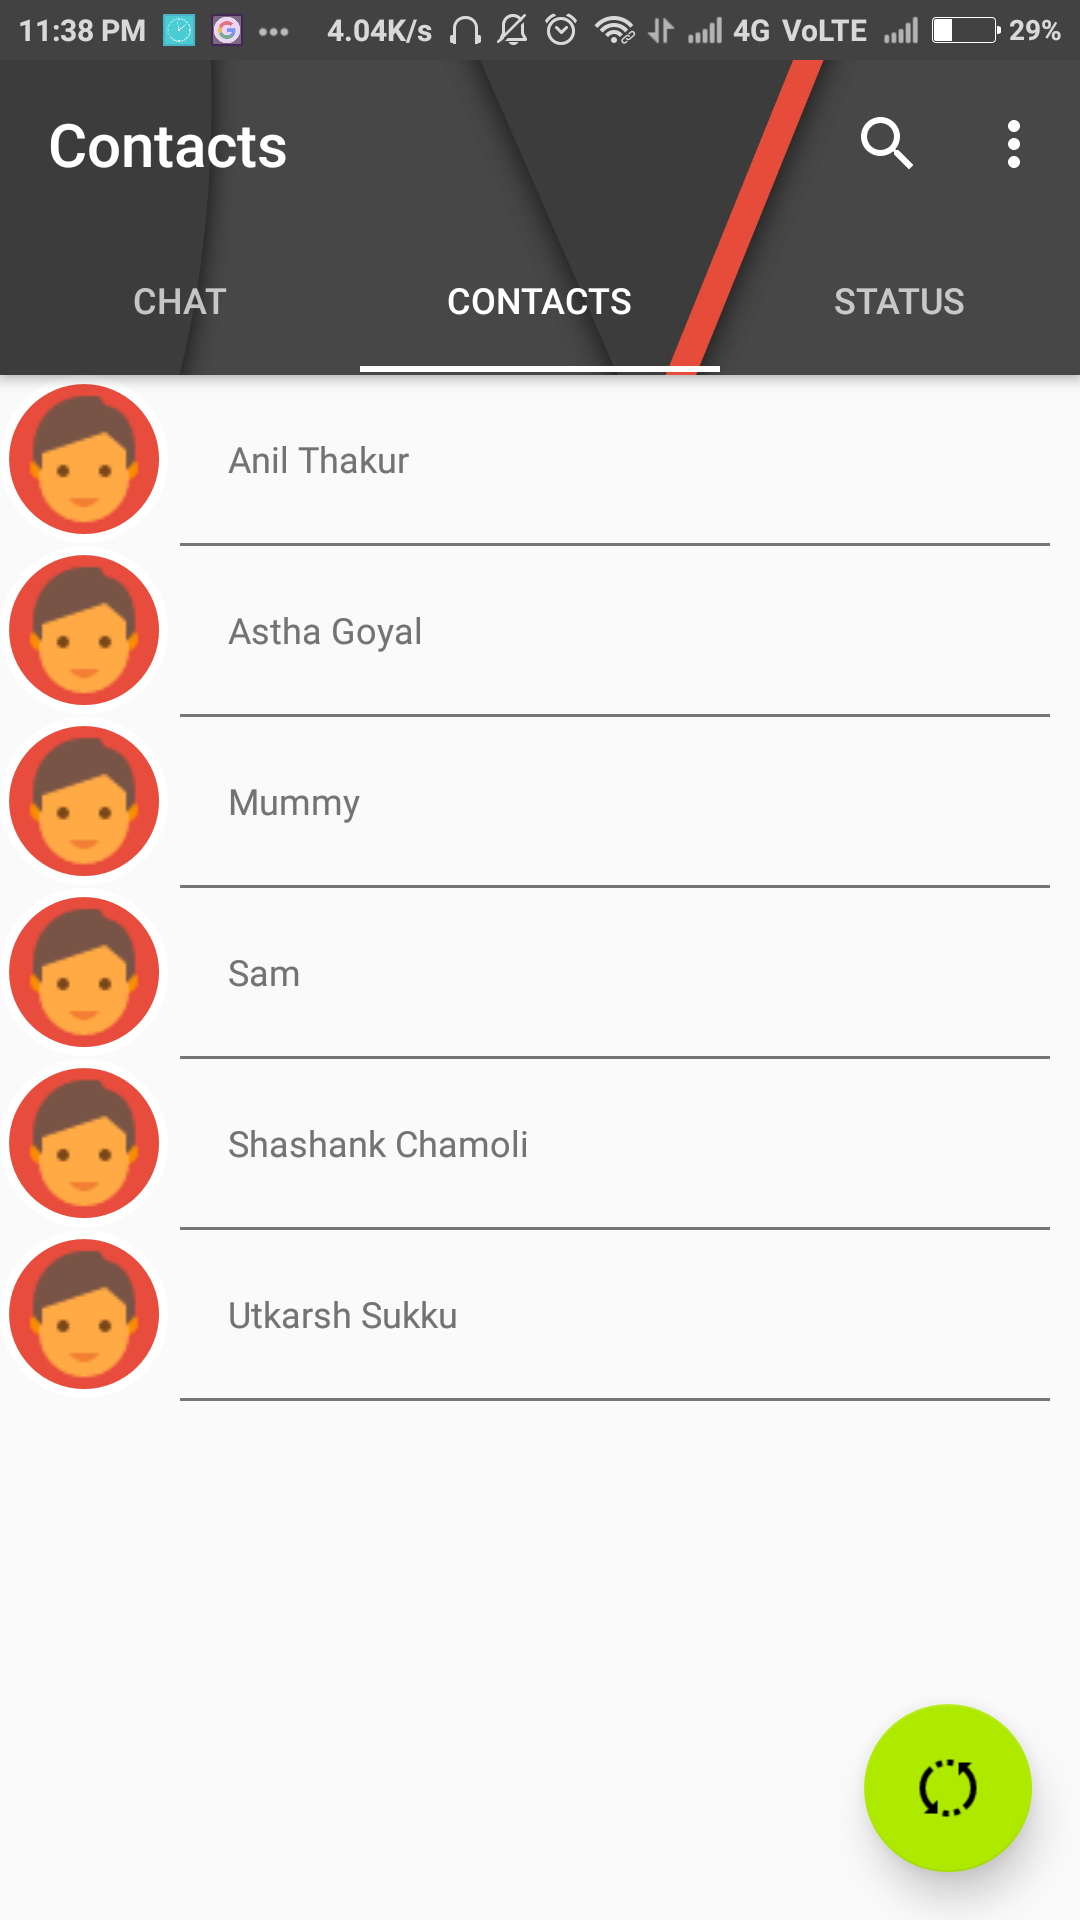 11:38 PM 4.04K/s 4G VoLTE 29%
Contacts
CHAT CONTACTS STATUS
Anil Thakur
Astha Goyal
Mummy
Sam
Shashank Chamoli
Utkarsh Sukku